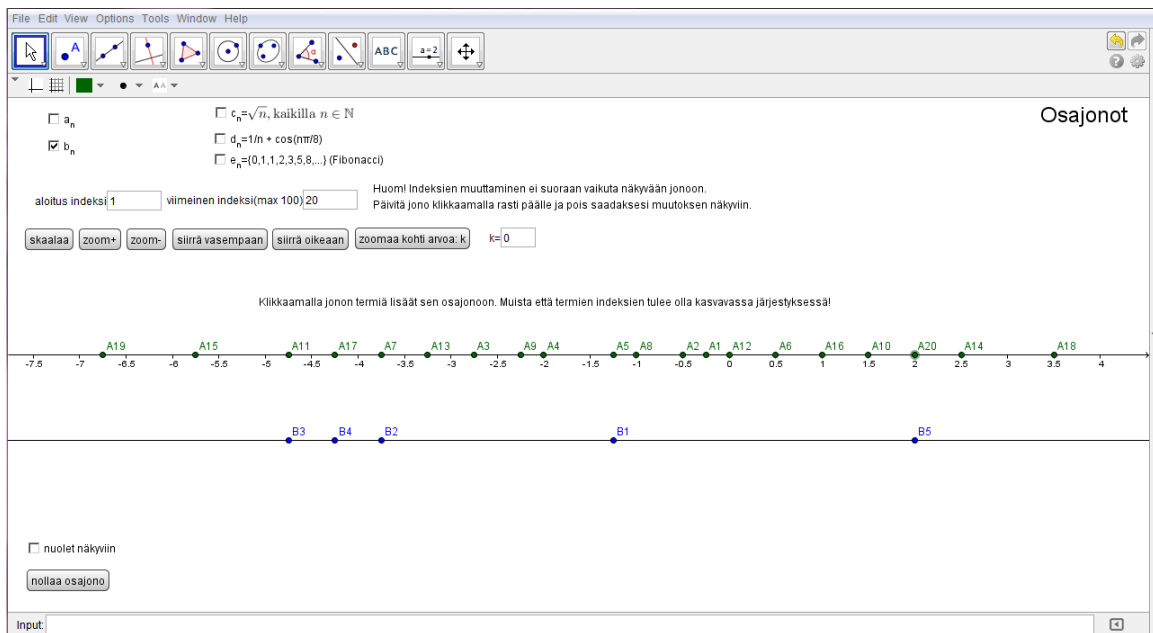 File Edit View Options Tools Window Help
A
α
ABC
a=2
A A
Osajonot
aₙ
bₙ
cₙ=√n, kaikilla n ∈ ℕ
dₙ=1/n + cos(nπ/8)
eₙ={0,1,1,2,3,5,8,...} (Fibonacci)
aloitus indeksi 1 viimeinen indeksi(max 100) 20
Huom! Indeksien muuttaminen ei suoraan vaikuta näkyvään jonoon.
Päivitä jono klikkaamalla rasti päälle ja pois saadaksesi muutoksen näkyviin.
skaalaa zoom+ zoom- siirrä vasempaan siirrä oikeaan zoomaa kohti arvoa: k k= 0
Klikkaamalla jonon termiä lisäät sen osajonoon. Muista että termien indeksien tulee olla kasvavassa järjestyksessä!
A19 A15 A11 A17 A7 A13 A3 A9 A4 A5 A8 A2 A1 A12 A6 A16 A10 A20 A14 A18
-7.5 -7 -6.5 -6 -5.5 -5 -4.5 -4 -3.5 -3 -2.5 -2 -1.5 -1 -0.5 0 0.5 1 1.5 2 2.5 3 3.5 4
B3 B4 B2 B1 B5
nuolet näkyviin
nollaa osajono
Input: